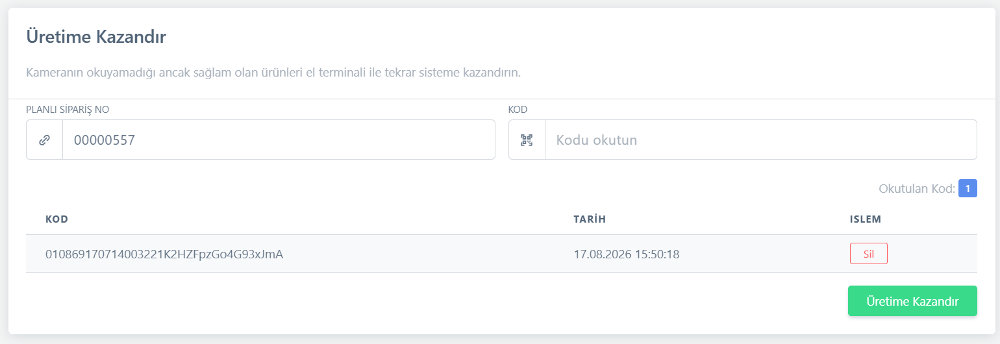 Üretime Kazandır
Kameranın okuyamadığı ancak sağlam olan ürünleri el terminali ile tekrar sisteme kazandırın.
PLANLI SİPARİŞ NO
00000557
KOD
Kodu okutun
Okutulan Kod: 1
KOD TARİH ISLEM
010869170714003221K2HZFpzGo4G93xJmA 17.08.2026 15:50:18 Sil
Üretime Kazandır